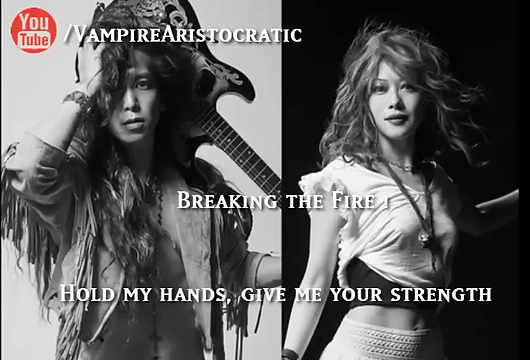 You
Tube
/VampireAristocratic
Breaking the Fire !
Hold my hands, give me your strength